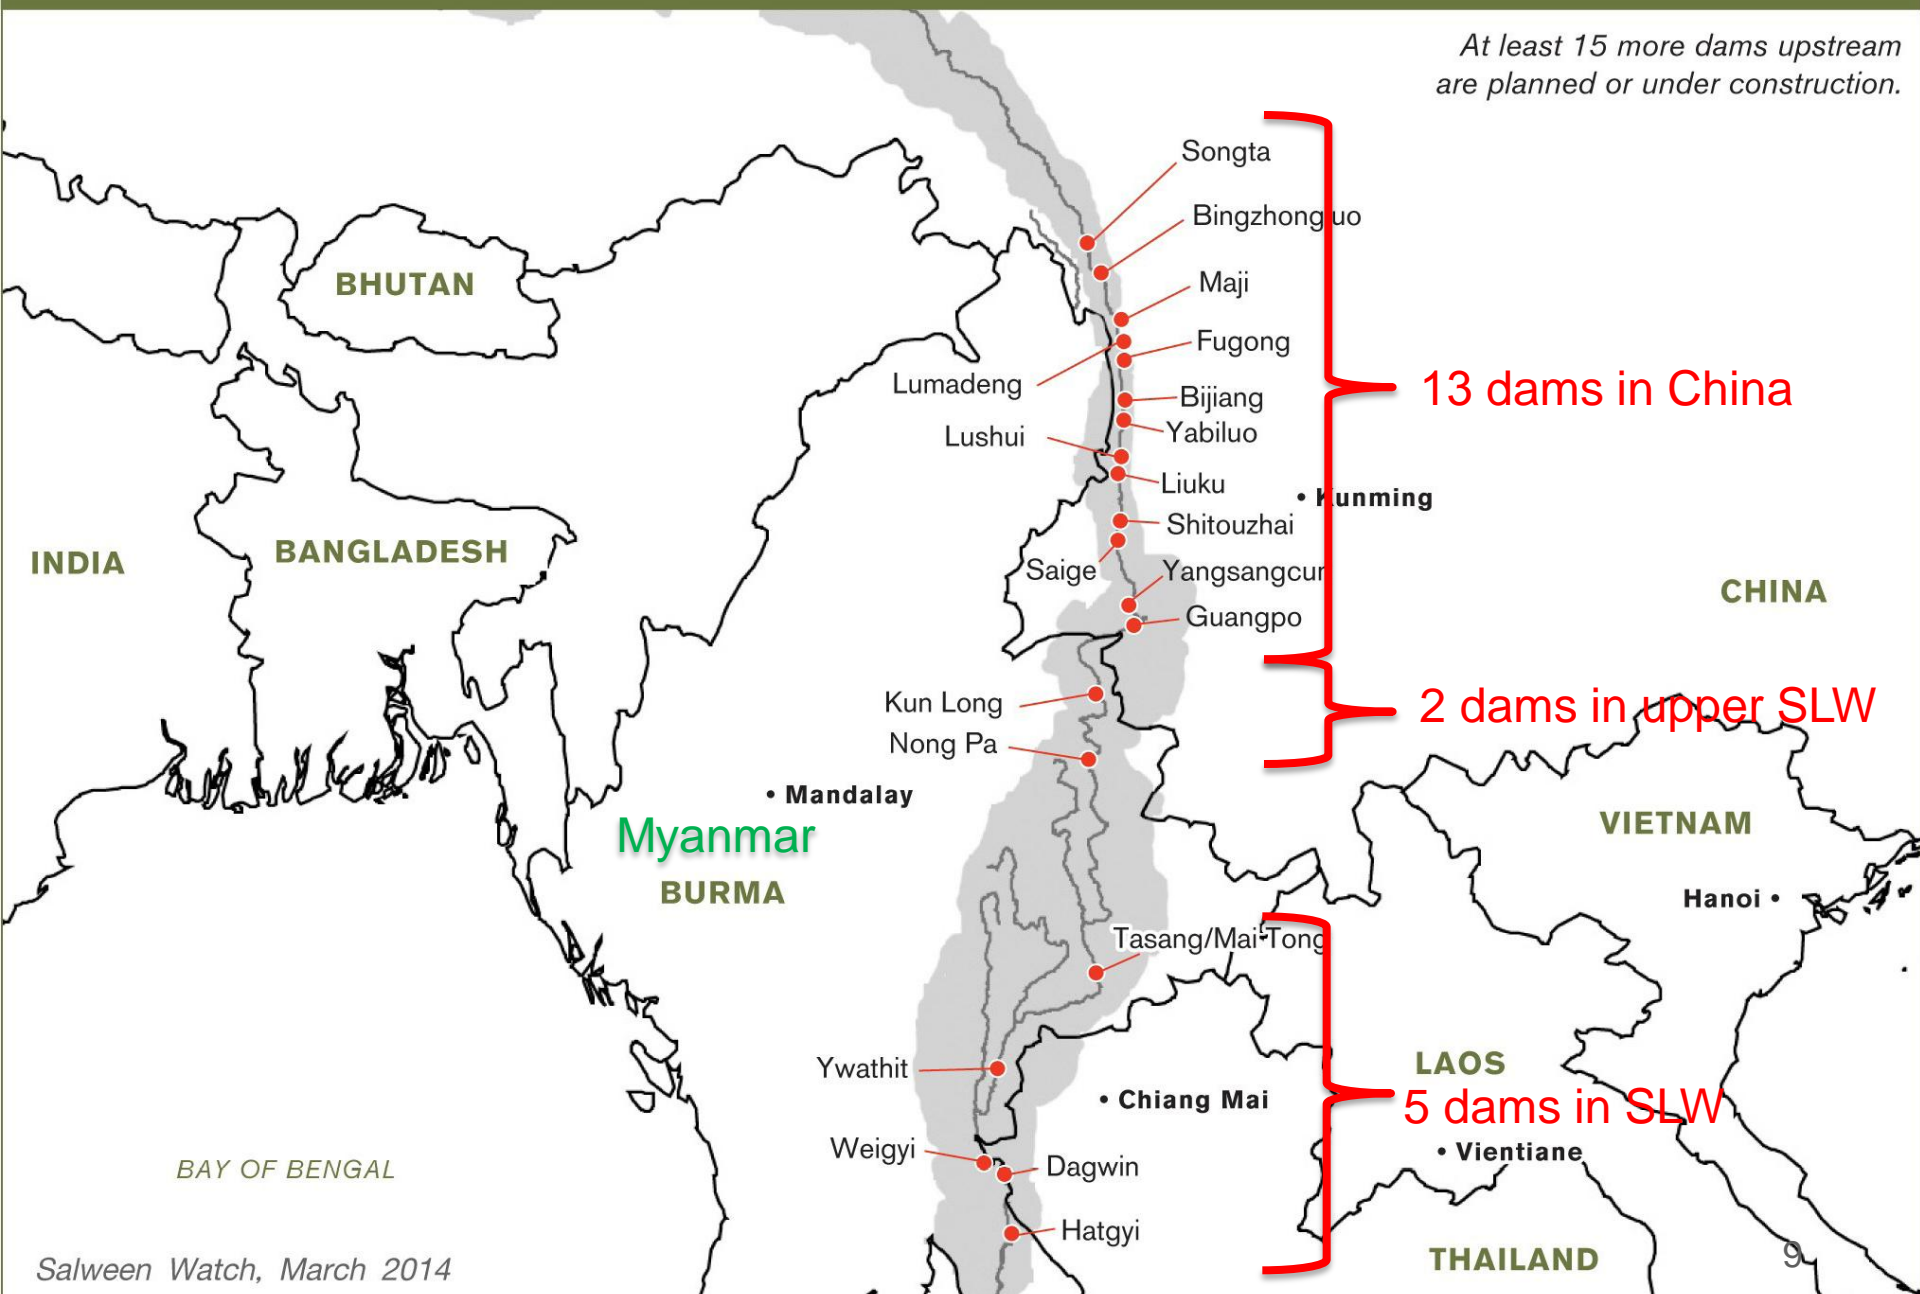 At least 15 more dams upstream
are planned or under construction.
Songta
Bingzhongluo
Maji
Fugong
Lumadeng
Bijiang
Yabiluo
Lushui
Liuku
Shitouzhai
Saige
Yangsangcun
Guangpo
13 dams in China
• Kunming
BHUTAN
INDIA
BANGLADESH
CHINA
Kun Long
Nong Pa
2 dams in upper SLW
• Mandalay
Myanmar
BURMA
VIETNAM
Hanoi •
Tasang/Mai Tong
Ywathit
LAOS
• Chiang Mai
5 dams in SLW
Weigyi
Dagwin
• Vientiane
BAY OF BENGAL
Hatgyi
THAILAND
9
Salween Watch, March 2014